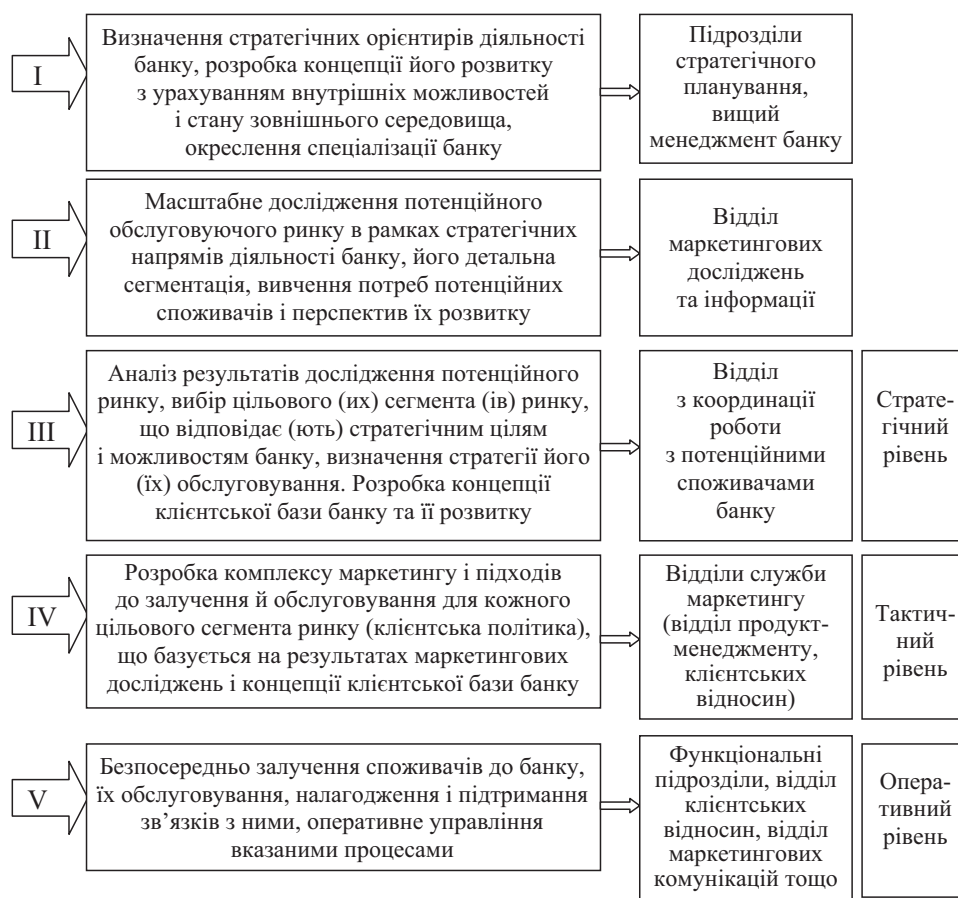 I
Визначення стратегічних орієнтирів діяльності
банку, розробка концепції його розвитку
з урахуванням внутрішніх можливостей
і стану зовнішнього середовища,
окреслення спеціалізації банку
Підрозділи
стратегічного
планування,
вищий
менеджмент банку
II
Масштабне дослідження потенційного
обслуговуючого ринку в рамках стратегічних
напрямів діяльності банку, його детальна
сегментація, вивчення потреб потенційних
споживачів і перспектив їх розвитку
Відділ
маркетингових
досліджень
та інформації
III
Аналіз результатів дослідження потенційного
ринку, вибір цільового (их) сегмента (ів) ринку,
що відповідає (ють) стратегічним цілям
і можливостям банку, визначення стратегії його
(їх) обслуговування. Розробка концепції
клієнтської бази банку та її розвитку
Відділ
з координації
роботи
з потенційними
споживачами
банку
Страте-
гічний
рівень
IV
Розробка комплексу маркетингу і підходів
до залучення й обслуговування для кожного
цільового сегмента ринку (клієнтська політика),
що базується на результатах маркетингових
досліджень і концепції клієнтської бази банку
Відділи служби
маркетингу
(відділ продукт-
менеджменту,
клієнтських
відносин)
Тактич-
ний
рівень
V
Безпосередньо залучення споживачів до банку,
їх обслуговування, налагодження і підтримання
зв’язків з ними, оперативне управління
вказаними процесами
Функціональні
підрозділи, відділ
клієнтських
відносин, відділ
маркетингових
комунікацій тощо
Опера-
тивний
рівень